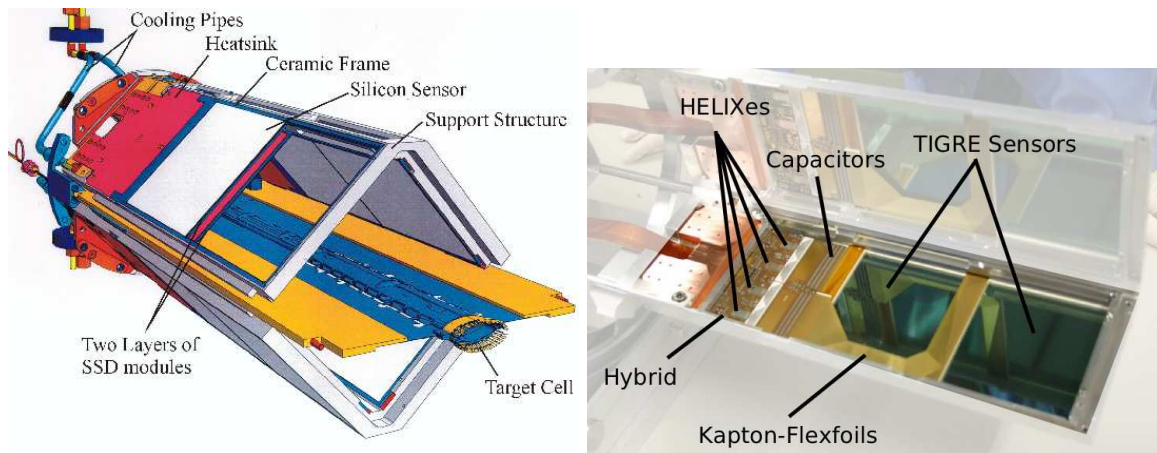 Cooling Pipes
Heatsink
Ceramic Frame
Silicon Sensor
Support Structure
Two Layers of
SSD modules
Target Cell
HELIXes
Capacitors
TIGRE Sensors
Hybrid
Kapton-Flexfoils